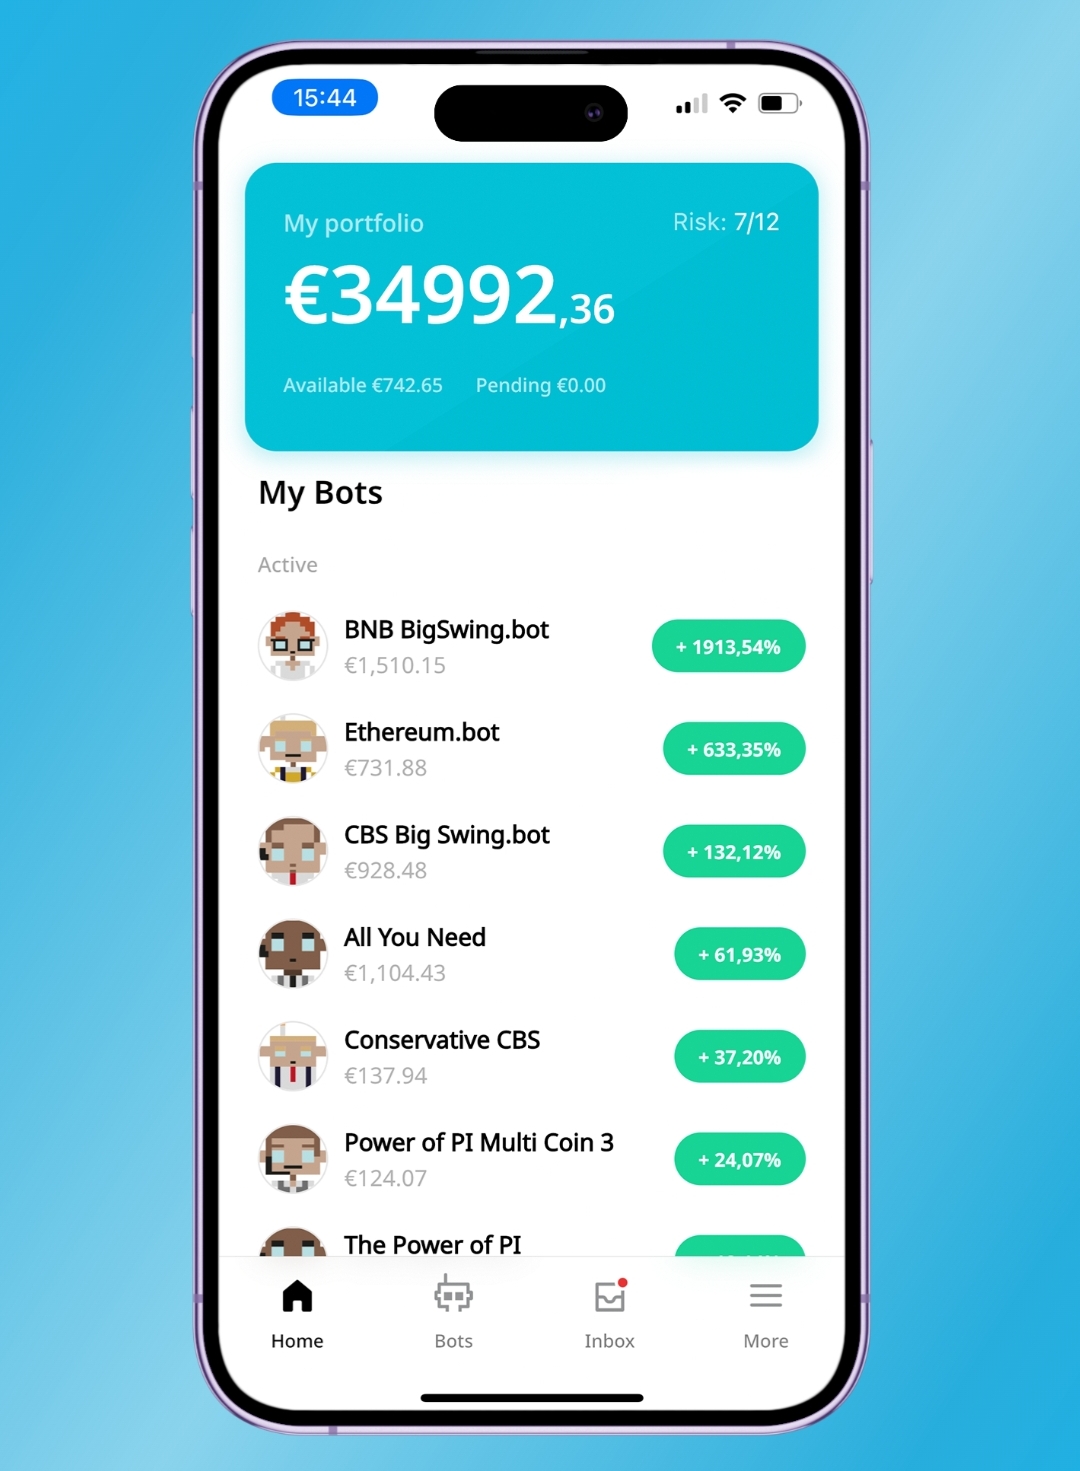 15:44
My portfolio
Risk: 7/12
€34992,36
Available €742.65
Pending €0.00
My Bots
Active
BNB BigSwing.bot
€1,510.15
+ 1913,54%
Ethereum.bot
€731.88
+ 633,35%
CBS Big Swing.bot
€928.48
+ 132,12%
All You Need
€1,104.43
+ 61,93%
Conservative CBS
€137.94
+ 37,20%
Power of PI Multi Coin 3
€124.07
+ 24,07%
The Power of PI
Home
Bots
Inbox
More